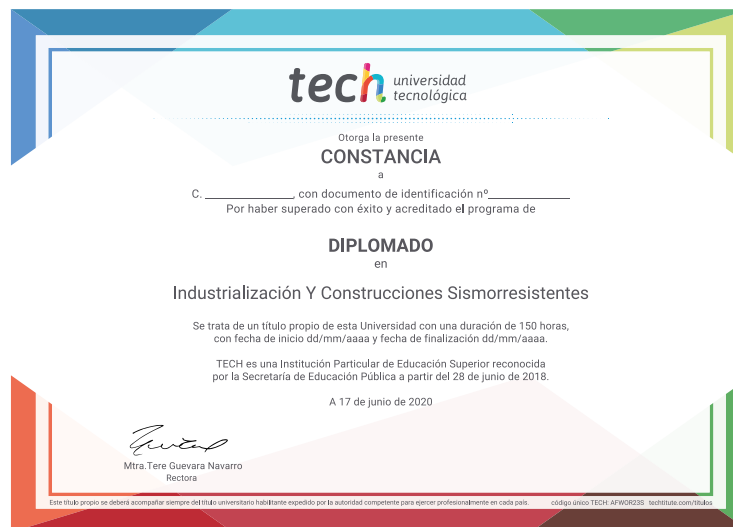 tech universidad
tecnológica
Otorga la presente
CONSTANCIA
a
C. ______________, con documento de identificación nº______________
Por haber superado con éxito y acreditado el programa de
DIPLOMADO
en
Industrialización Y Construcciones Sismorresistentes
Se trata de un título propio de esta Universidad con una duración de 150 horas,
con fecha de inicio dd/mm/aaaa y fecha de finalización dd/mm/aaaa.
TECH es una Institución Particular de Educación Superior reconocida
por la Secretaría de Educación Pública a partir del 28 de junio de 2018.
A 17 de junio de 2020
Mtra.Tere Guevara Navarro
Rectora
Este título propio se deberá acompañar siempre del título universitario habilitante expedido por la autoridad competente para ejercer profesionalmente en cada país. código único TECH: AFWOR23S techtitute.com/titulos